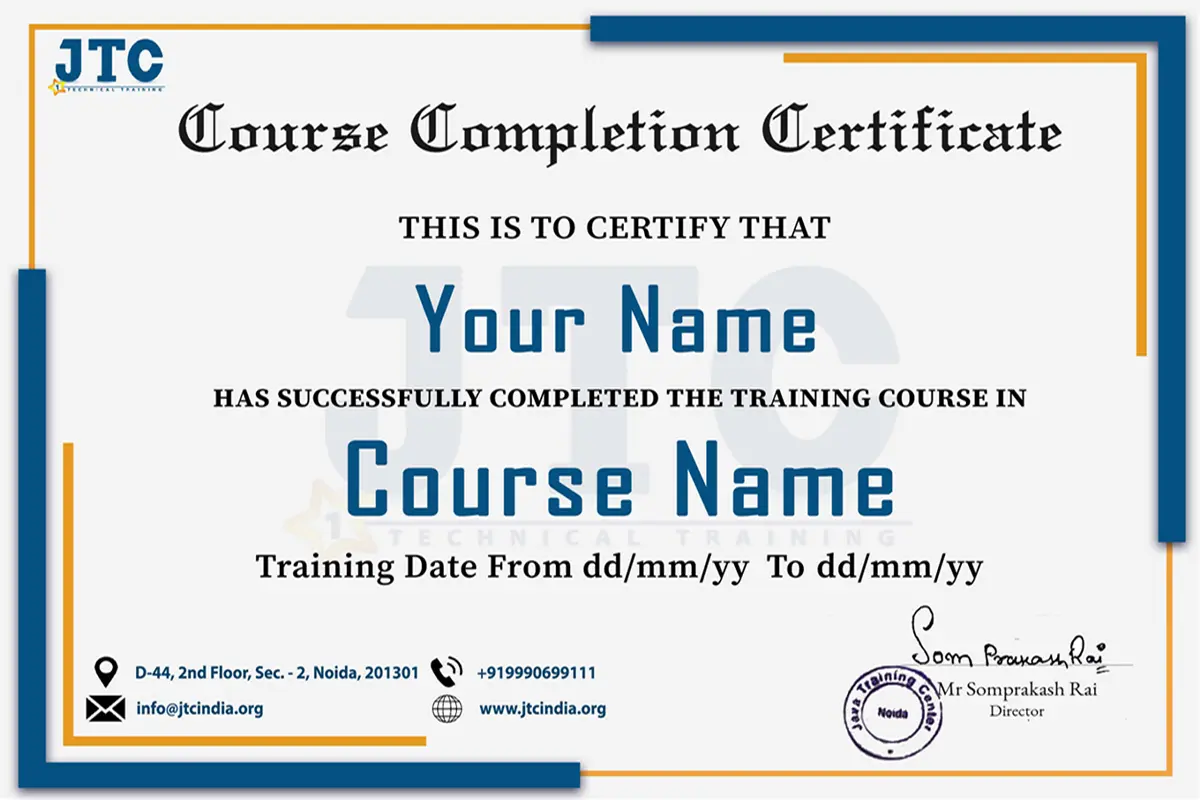 JTC
1 TECHNICAL TRAINING
Course Completion Certificate
THIS IS TO CERTIFY THAT
Your Name
HAS SUCCESSFULLY COMPLETED THE TRAINING COURSE IN
Course Name
JTC
1 TECHNICAL TRAINING
Training Date From dd/mm/yy To dd/mm/yy
D-44, 2nd Floor, Sec. - 2, Noida, 201301
+919990699111
info@jtcindia.org
www.jtcindia.org
Som Prakash Rai
Java Training Center
Noida
Mr Somprakash Rai
Director